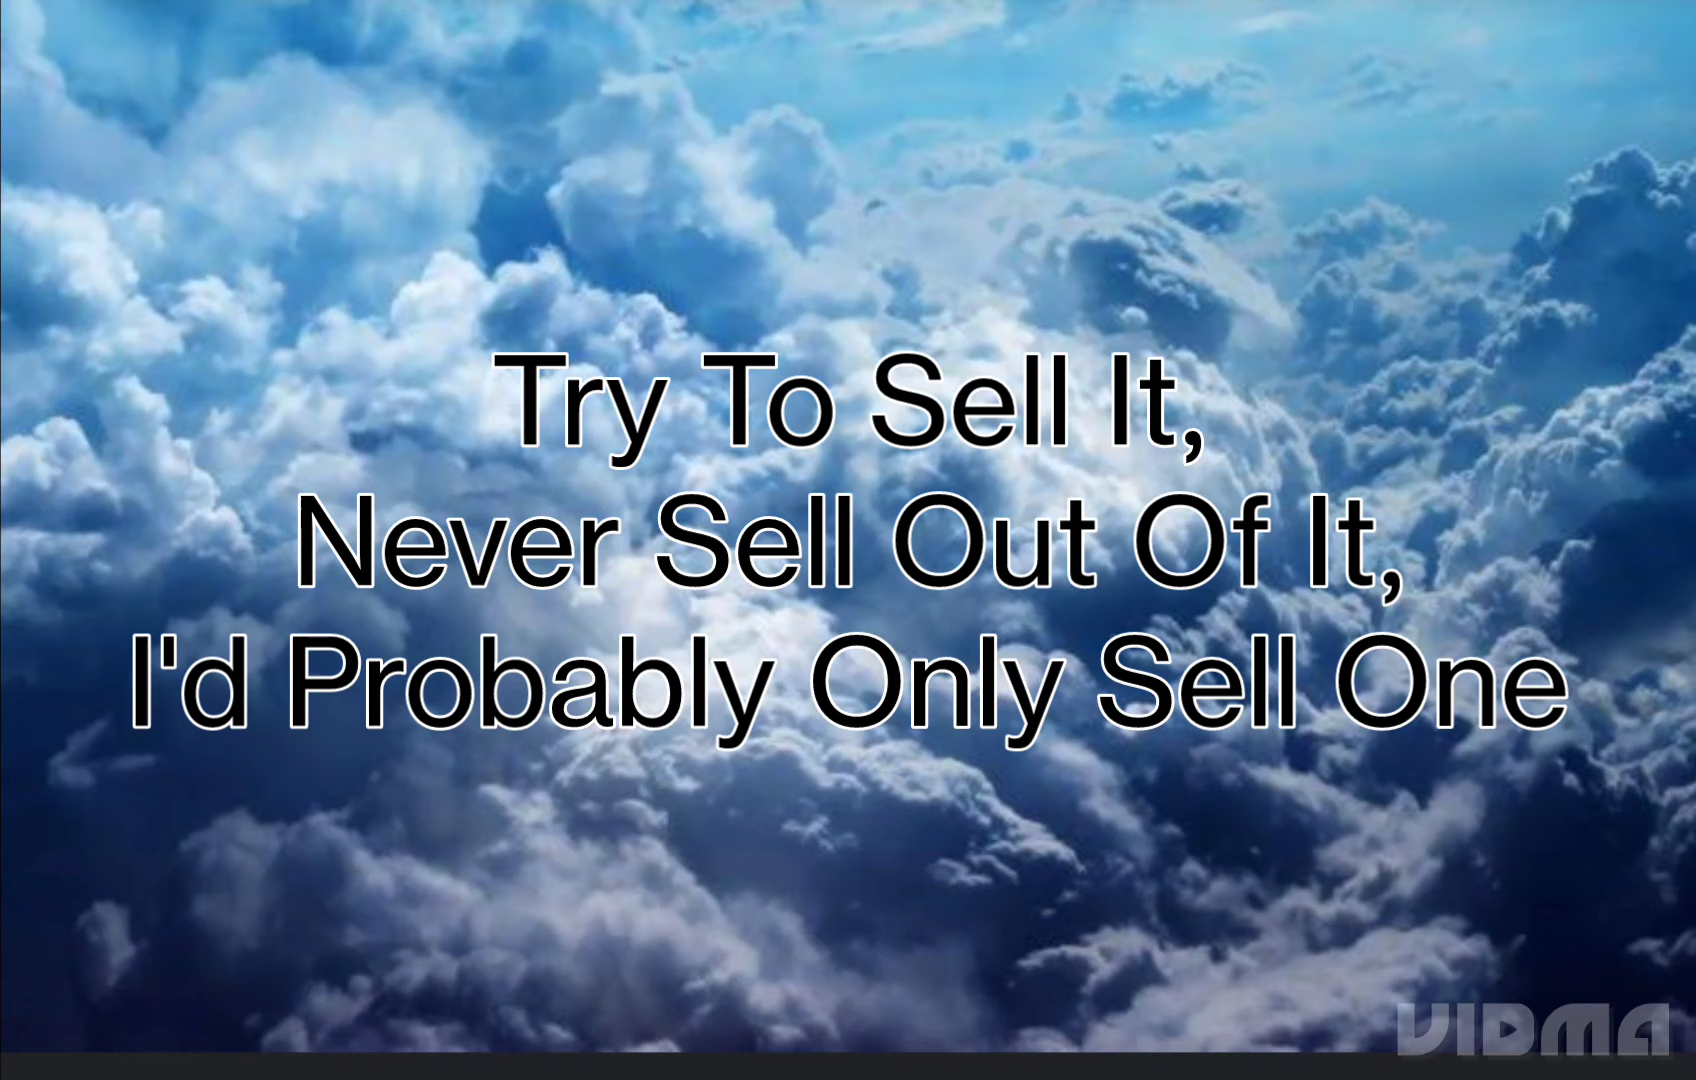 Try To Sell It,
Never Sell Out Of It,
I'd Probably Only Sell One
VIDMA